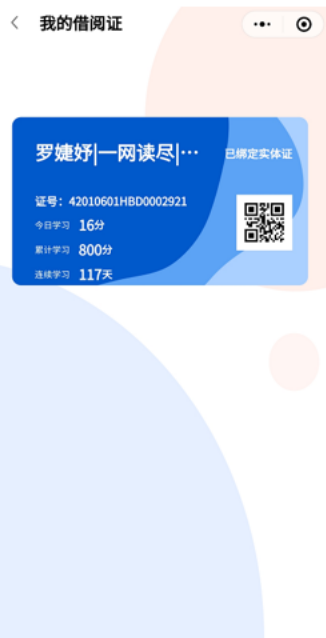 我的借阅证
罗婕妤|一网读尽|…
已绑定实体证
证号：42010601HBD0002921
今日学习 16分
累计学习 800分
连续学习 117天